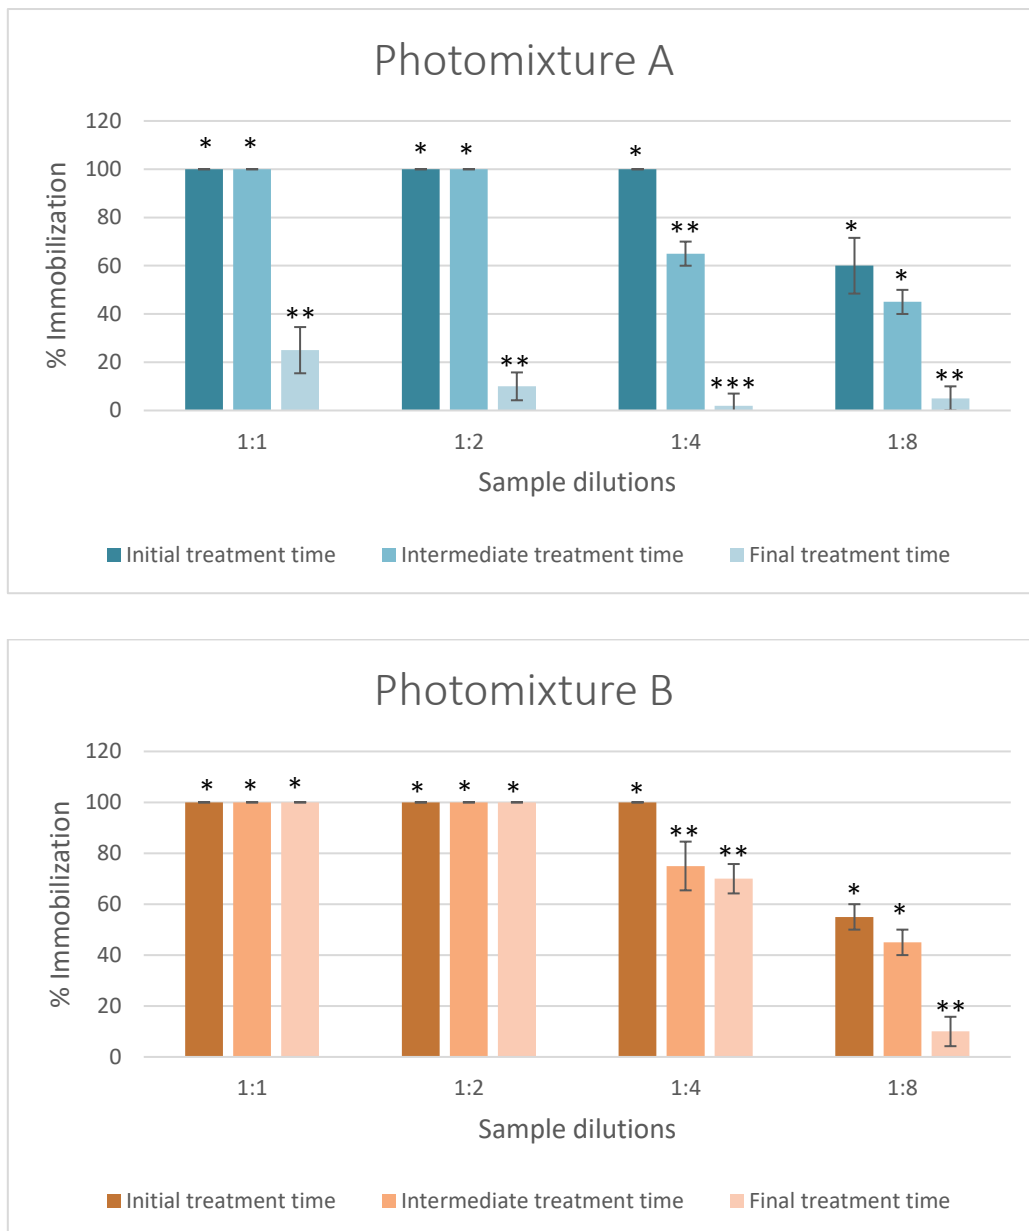 Photomixture A
% Immobilization
120
* * * * *
100
80
**
60
* *
40
**
20
** *** **
0
1:1 1:2 1:4 1:8
Sample dilutions
Initial treatment time Intermediate treatment time Final treatment time
Photomixture B
% Immobilization
120
* * * * * * *
100
80
** **
60
* *
40
20
**
0
1:1 1:2 1:4 1:8
Sample dilutions
Initial treatment time Intermediate treatment time Final treatment time